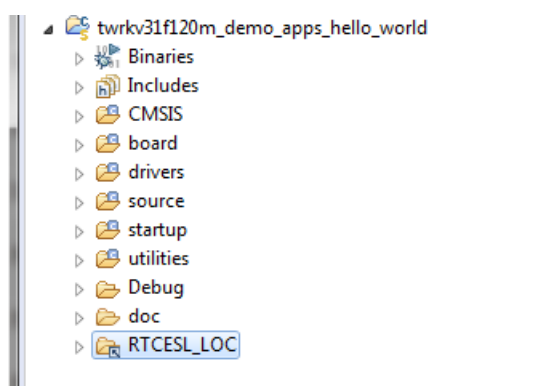 twrkv31f120m_demo_apps_hello_world
Binaries
Includes
CMSIS
board
drivers
source
startup
utilities
Debug
doc
RTCESL_LOC